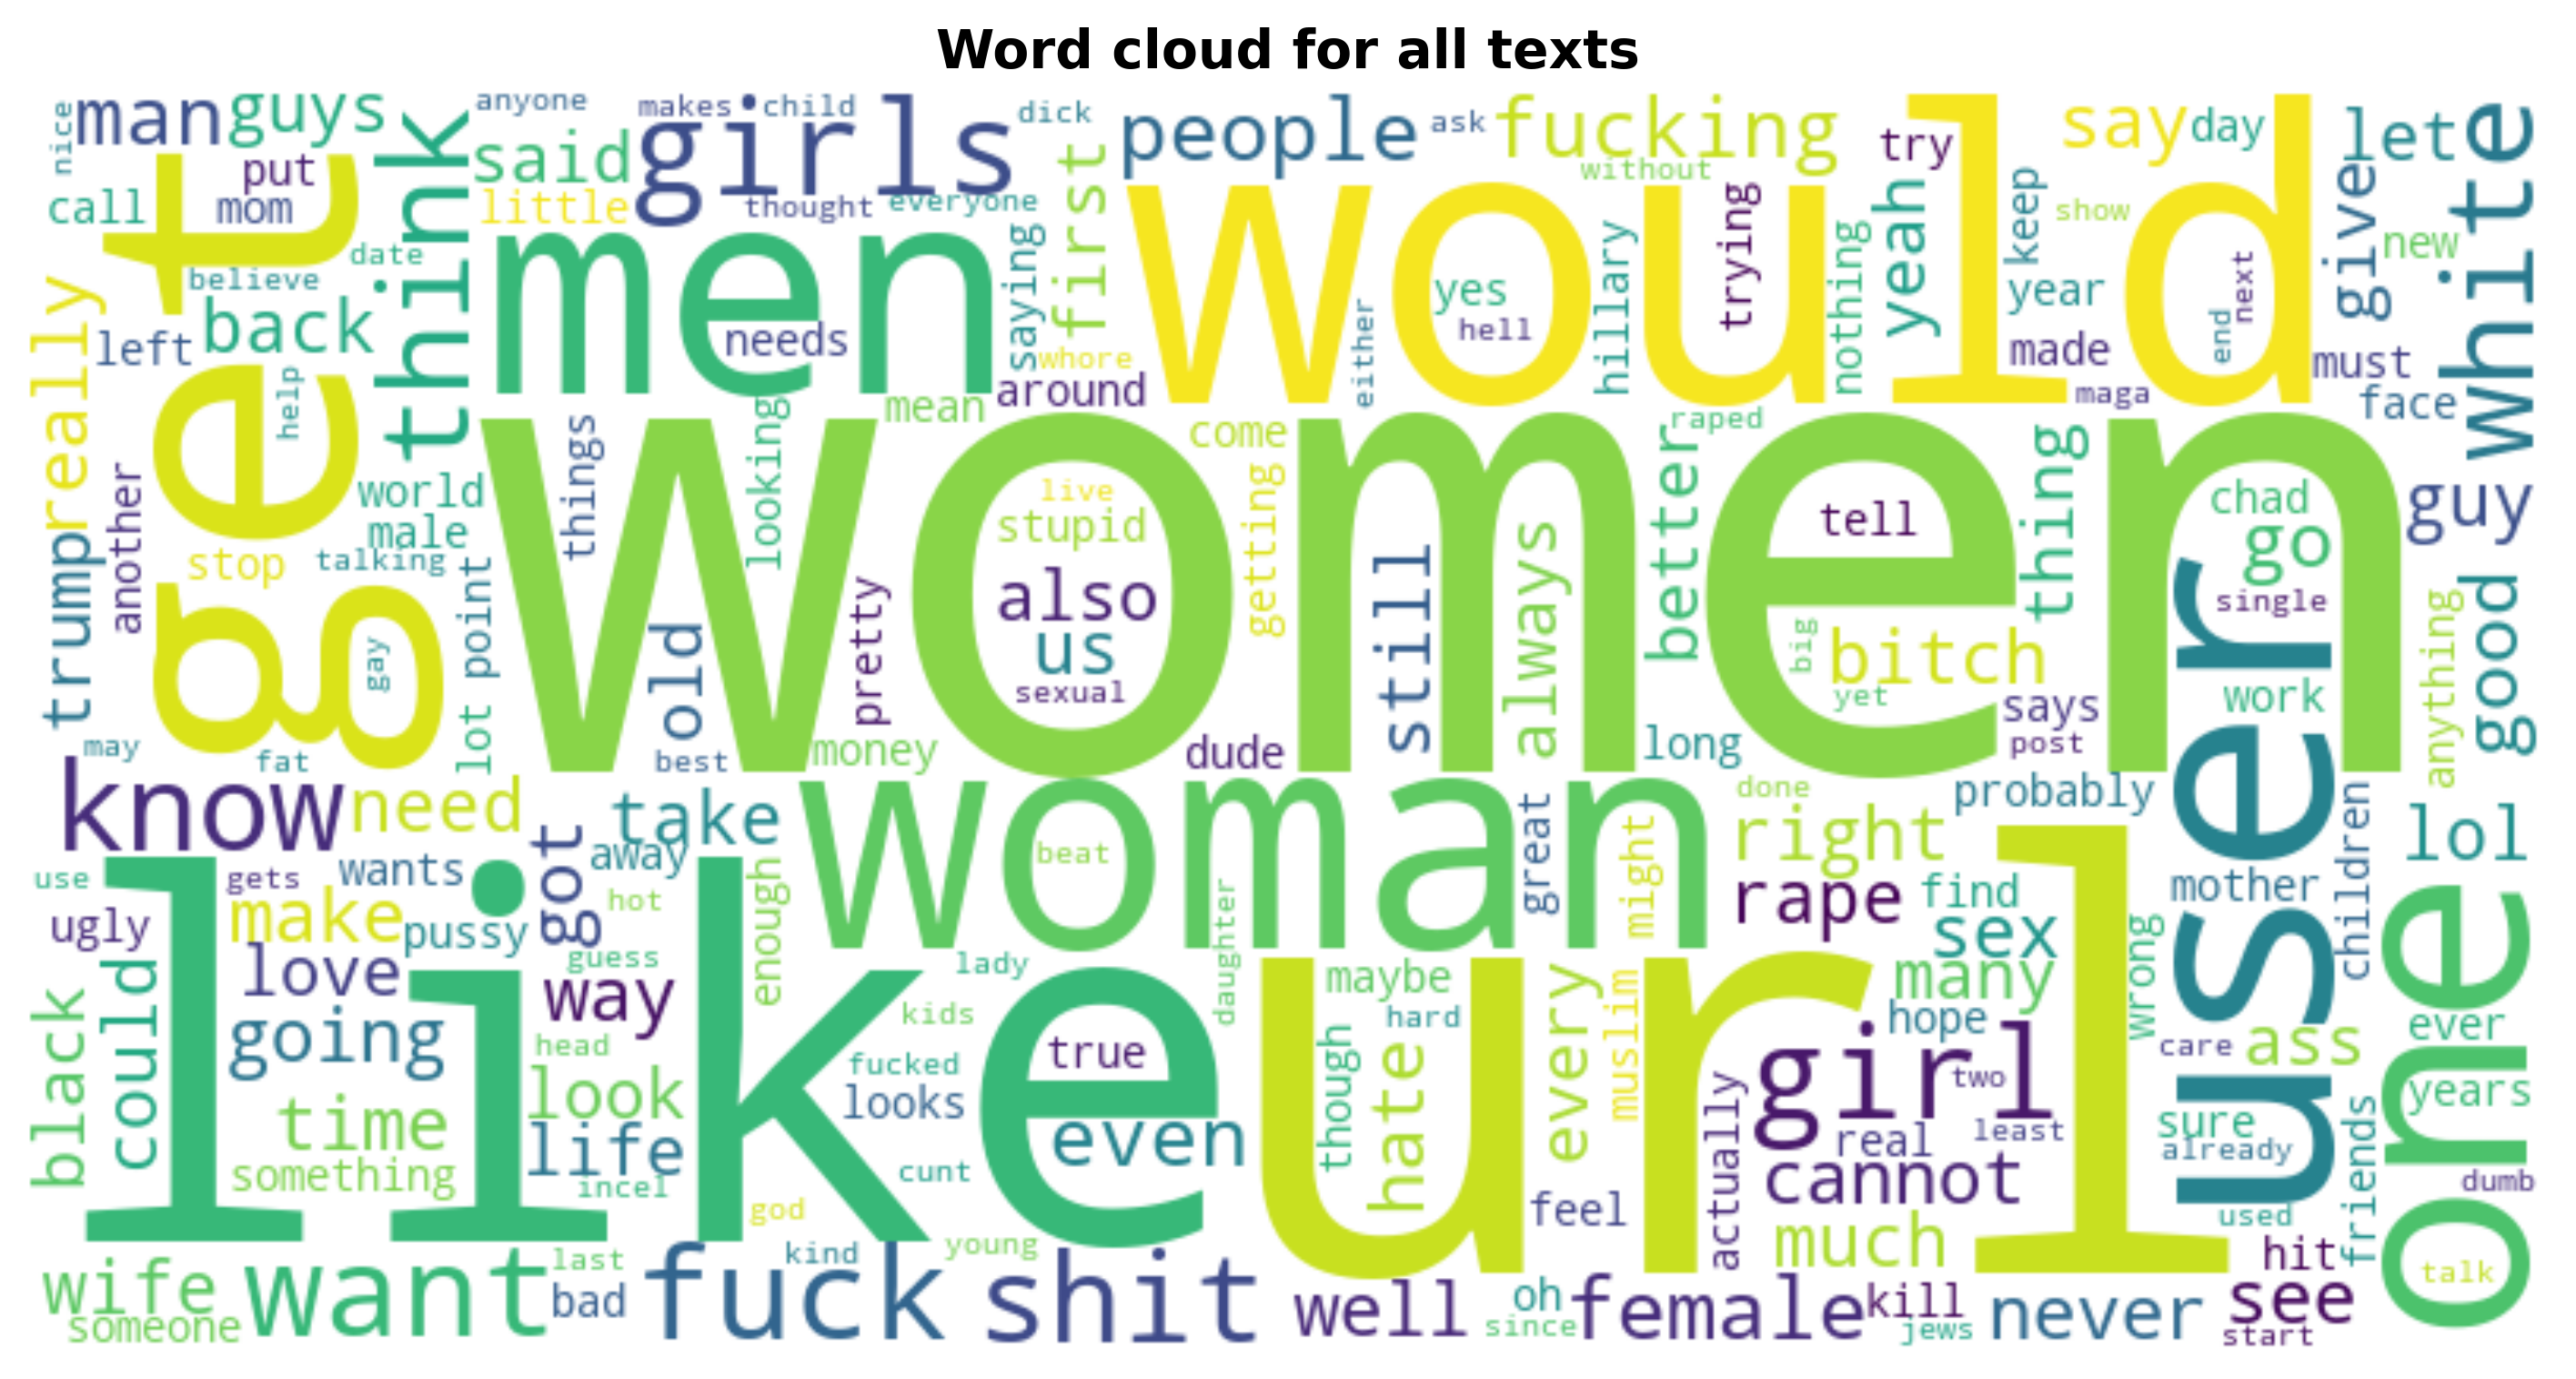 Word cloud for all texts
nice
man
guys
anyone
makes
child
dick
people
ask
fucking
try
say
day
let
white
put
think
said
girls
first
without
would
call
mom
little
thought
everyone
trying
yeah
keep
show
give
new
get
date
men
saying
hillary
nothing
year
next
believe
yes
hell
really
left
back
needs
whore
either
made
end
must
help
around
maga
face
things
looking
mean
come
raped
another
world
women
live
getting
better
tell
thing
chad
guy
male
stupid
go
trump
stop
talking
point
also
still
always
single
good
anything
gay
old
pretty
us
big
bitch
sexual
yet
says
work
user
may
lot
fat
best
money
dude
long
post
know
need
take
woman
done
probably
children
great
might
right
lol
got
away
beat
use
gets
wants
enough
rape
find
mother
one
ugly
make
pussy
hot
daughter
sex
wrong
love
guess
lady
maybe
many
black
could
way
kids
hard
every
muslim
hope
going
head
fucked
true
though
hate
girl
two
care
ass
ever
like
look
looks
url
actually
real
least
sure
years
time
life
even
already
something
incel
cunt
cannot
dumb
god
feel
used
friends
wife
want
last
kind
young
much
hit
talk
someone
bad
fuck
shit
well
oh
since
female
kill
jews
never
see
start